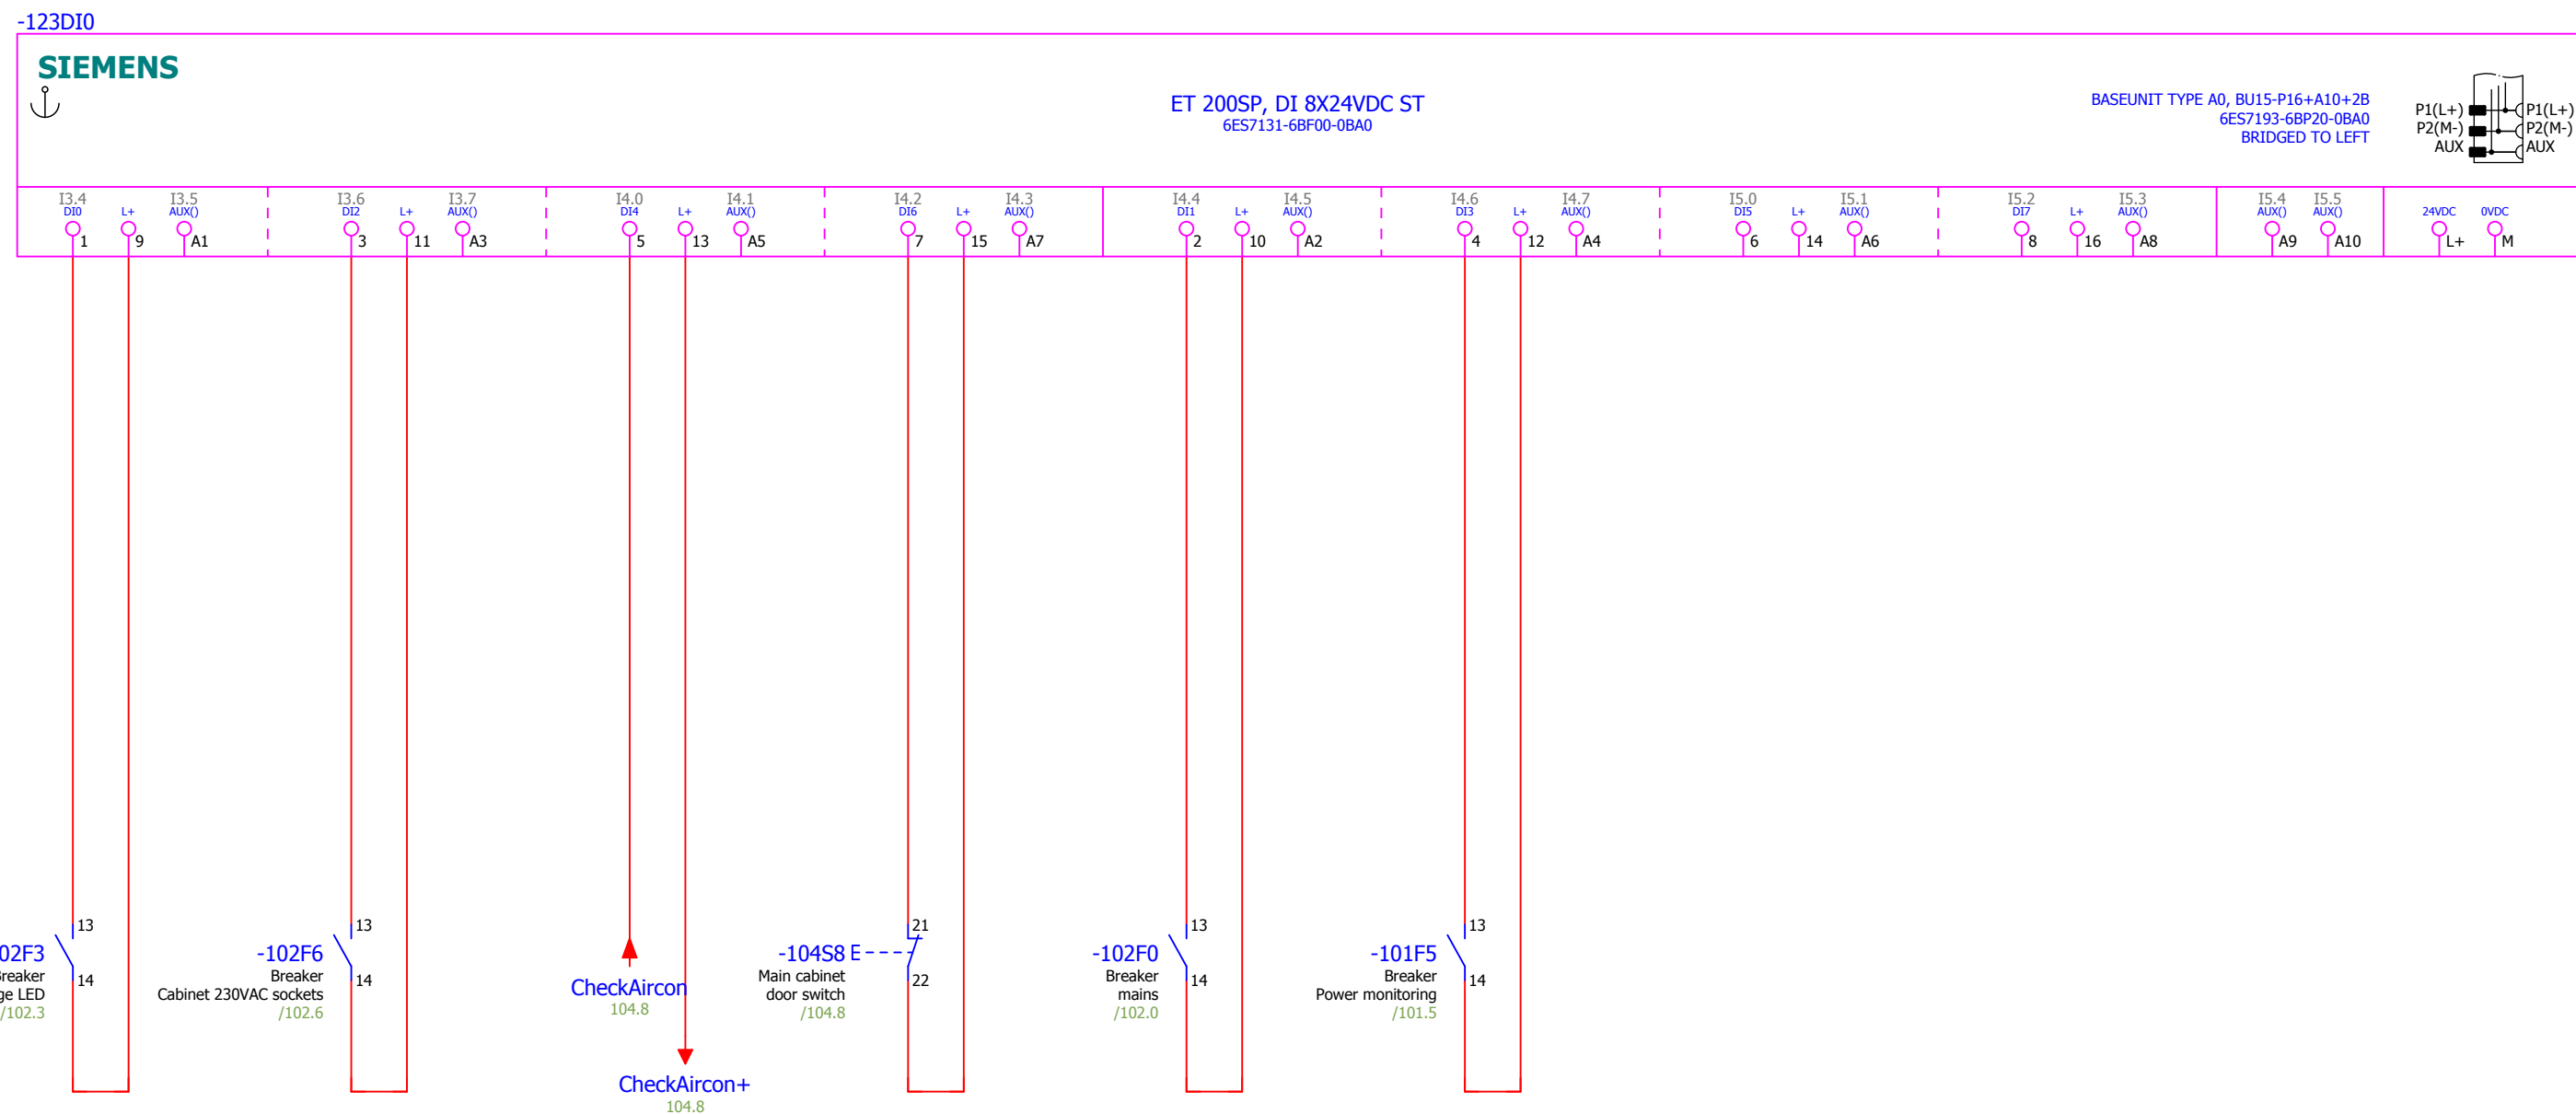 -123DI0
SIEMENS
ET 200SP, DI 8X24VDC ST
6ES7131-6BF00-0BA0
BASEUNIT TYPE A0, BU15-P16+A10+2B
6ES7193-6BP20-0BA0
BRIDGED TO LEFT
P1(L+) P1(L+)
P2(M-) P2(M-)
AUX AUX
I3.4 I3.5 I3.6 I3.7 I4.0 I4.1 I4.2 I4.3 I4.4 I4.5 I4.6 I4.7 I5.0 I5.1 I5.2 I5.3 I5.4 I5.5
DI0 L+ AUX() DI2 L+ AUX() DI4 L+ AUX() DI6 L+ AUX() DI1 L+ AUX() DI3 L+ AUX() DI5 L+ AUX() DI7 L+ AUX() AUX() AUX() 24VDC 0VDC
1 9 A1 3 11 A3 5 13 A5 7 15 A7 2 10 A2 4 12 A4 6 14 A6 8 16 A8 A9 A10 L+ M
13
02F3
Breaker
ge LED
/102.3
14
13
-102F6
Breaker
Cabinet 230VAC sockets
/102.6
14
CheckAircon
104.8
CheckAircon+
104.8
21
-104S8
Main cabinet
door switch
/104.8
22
13
-102F0
Breaker
mains
/102.0
14
13
-101F5
Breaker
Power monitoring
/101.5
14